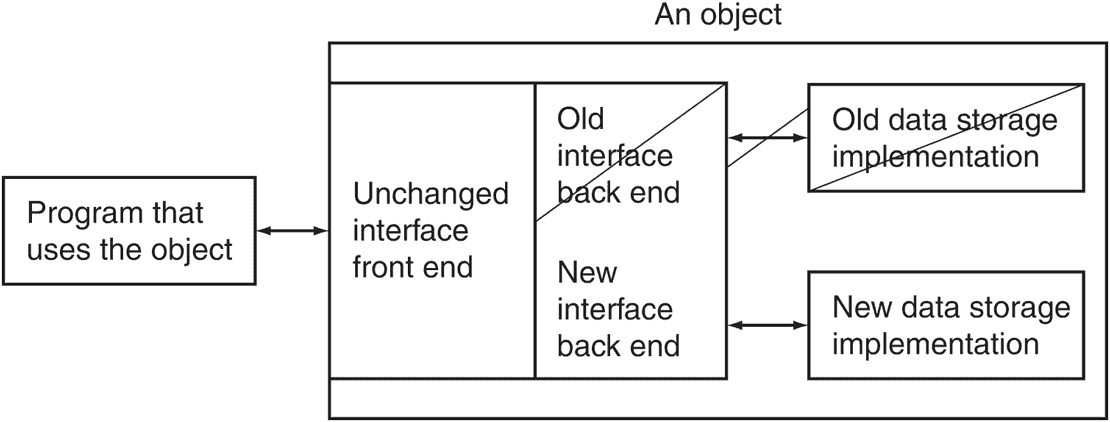 An object
Program that
uses the object
Unchanged
interface
front end
Old
interface
back end
New
interface
back end
Old data storage
implementation
New data storage
implementation